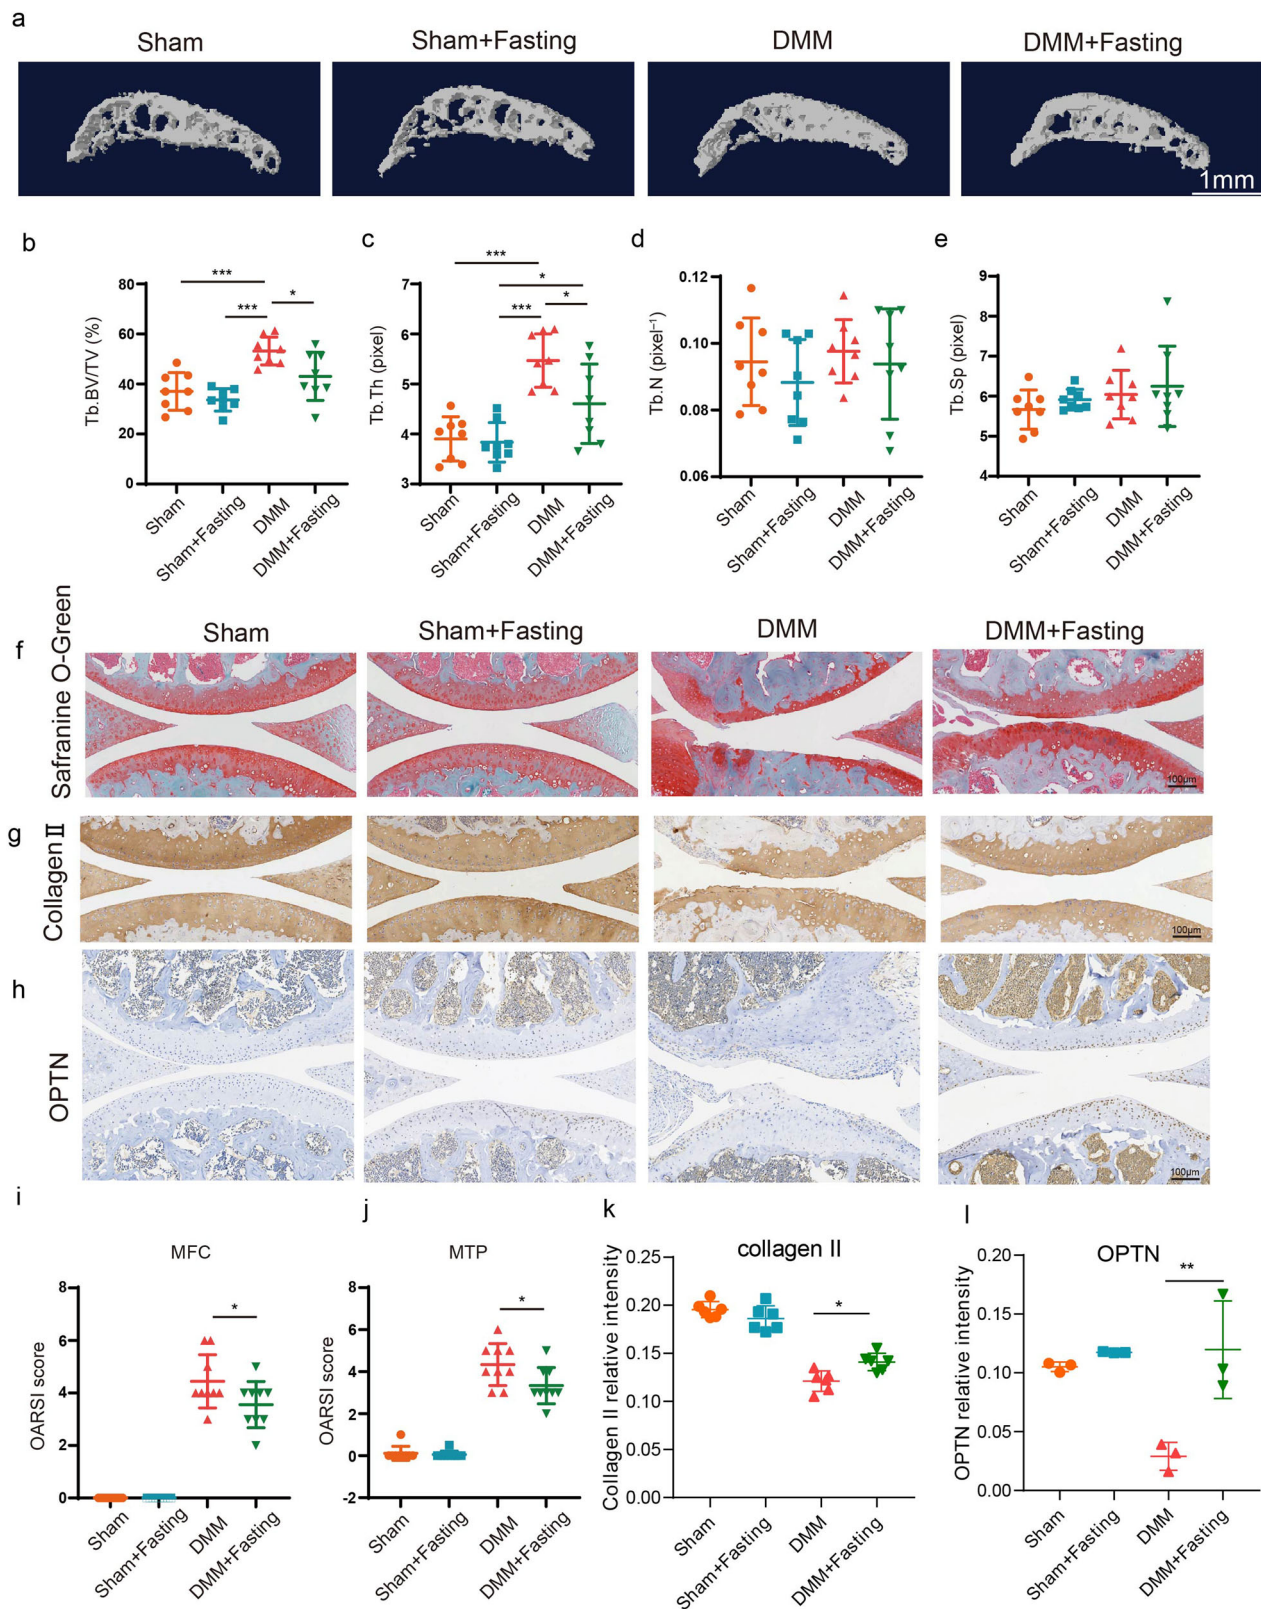 a
Sham Sham+Fasting DMM DMM+Fasting
1mm
b c d e
*** *** *
Tb.BV/TV (%)
80
60
40
20
0
Sham Sham+Fasting DMM DMM+Fasting
*** * *** *
Tb.Th (pixel)
7
6
5
4
3
Sham Sham+Fasting DMM DMM+Fasting
Tb.N (pixel⁻¹)
0.12
0.10
0.08
0.06
Sham Sham+Fasting DMM DMM+Fasting
Tb.Sp (pixel)
9
8
7
6
5
4
Sham Sham+Fasting DMM DMM+Fasting
f
Safranine O-Green
Sham Sham+Fasting DMM DMM+Fasting
100μm
g
Collagen Ⅱ
100μm
h
OPTN
100μm
i
MFC
*
OARSI score
8
6
4
2
0
Sham Sham+Fasting DMM DMM+Fasting
j
MTP
*
OARSI score
8
6
4
2
0
-2
Sham Sham+Fasting DMM DMM+Fasting
k
collagen II
*
Collagen II relative intensity
0.25
0.20
0.15
0.10
0.05
0.00
Sham Sham+Fasting DMM DMM+Fasting
l
OPTN
**
OPTN relative intensity
0.20
0.15
0.10
0.05
0.00
Sham Sham+Fasting DMM DMM+Fasting